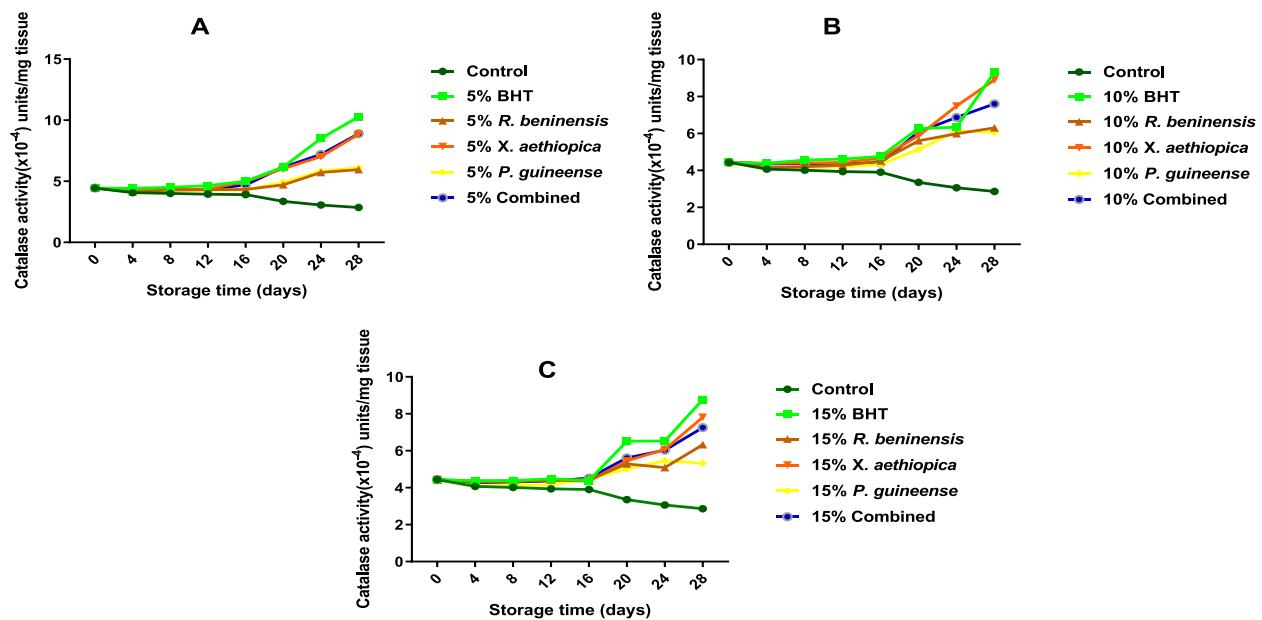 A
Catalase activity(x10⁻⁴) units/mg tissue
15
10
5
0
0
4
8
12
16
20
24
28
Storage time (days)
Control
5% BHT
5% R. beninensis
5% X. aethiopica
5% P. guineense
5% Combined
B
Catalase activity(x10⁻⁴) units/mg tissue
10
8
6
4
2
0
0
4
8
12
16
20
24
28
Storage time (days)
Control
10% BHT
10% R. beninensis
10% X. aethiopica
10% P. guineense
10% Combined
C
Catalase activity(x10⁻⁴) units/mg tissue
10
8
6
4
2
0
0
4
8
12
16
20
24
28
Storage time (days)
Control
15% BHT
15% R. beninensis
15% X. aethiopica
15% P. guineense
15% Combined